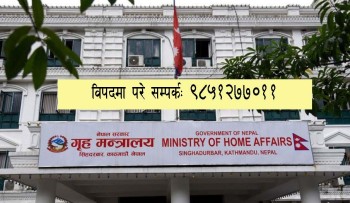 विपदमा परे सम्पर्कः ९८५१२७७०११
नेपाल सरकार
गृह मन्त्रालय
सिंहदरबार, काठमाडौं, नेपाल
GOVERNMENT OF NEPAL
MINISTRY OF HOME AFFAIRS
SINGHADURBAR, KATHMANDU, NEPAL